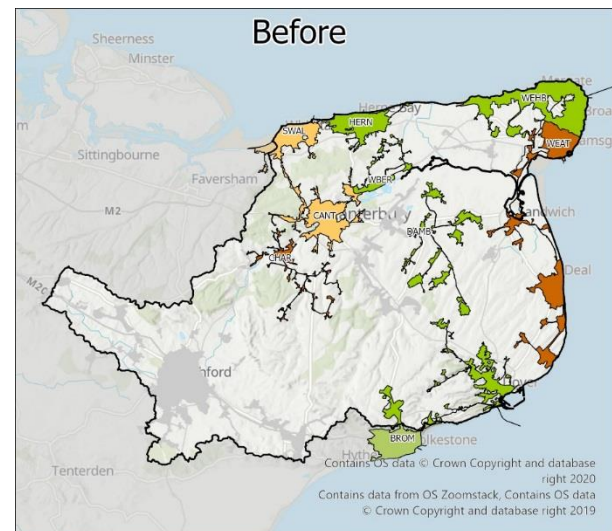 Before
Sheerness
Minster
Herne Bay
WEHB
HERN
SWAL
WEAT
Sittingbourne
Faversham
WBER
M2
CANT
Sandwich
DAMB
CHAR
Deal
BROM
Folkestone
Tenterden
Contains OS data © Crown Copyright and database
right 2020
Contains data from OS Zoomstack, Contains OS data
© Crown Copyright and database right 2019